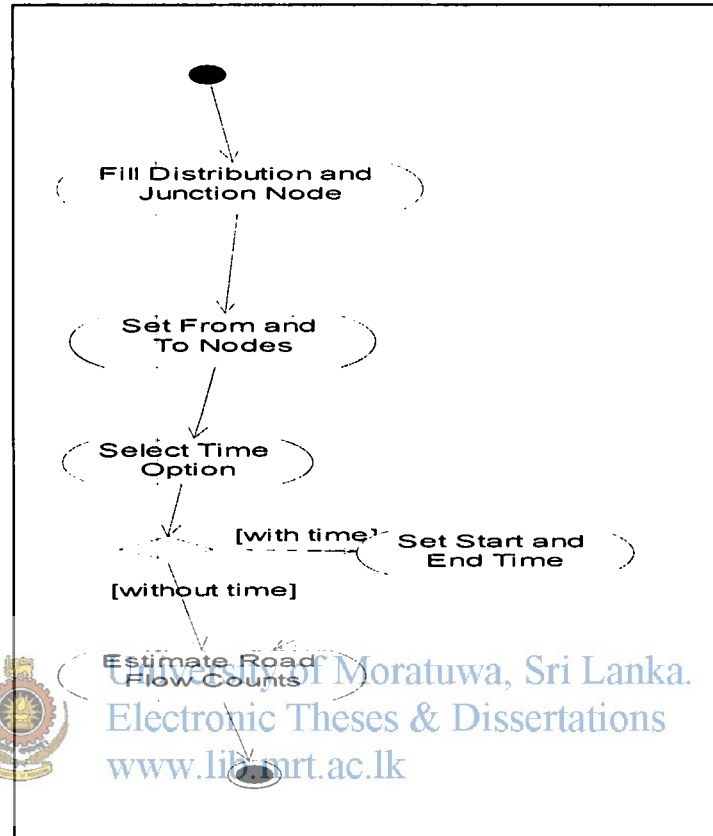 Fill Distribution and
Junction Node
Set From and
To Nodes
Select Time
Option
[with time]
Set Start and
End Time
[without time]
Estimate Road
Flow Counts
University of Moratuwa, Sri Lanka.
Electronic Theses & Dissertations
www.lib.mrt.ac.lk